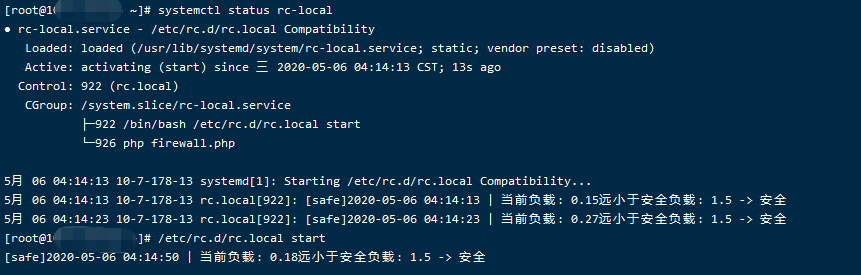 [root@1 ~]# systemctl status rc-local
● rc-local.service - /etc/rc.d/rc.local Compatibility
Loaded: loaded (/usr/lib/systemd/system/rc-local.service; static; vendor preset: disabled)
Active: activating (start) since 三 2020-05-06 04:14:13 CST; 13s ago
Control: 922 (rc.local)
CGroup: /system.slice/rc-local.service
├─922 /bin/bash /etc/rc.d/rc.local start
└─926 php firewall.php
5月 06 04:14:13 10-7-178-13 systemd[1]: Starting /etc/rc.d/rc.local Compatibility...
5月 06 04:14:13 10-7-178-13 rc.local[922]: [safe]2020-05-06 04:14:13 | 当前负载: 0.15远小于安全负载: 1.5 -> 安全
5月 06 04:14:23 10-7-178-13 rc.local[922]: [safe]2020-05-06 04:14:23 | 当前负载: 0.27远小于安全负载: 1.5 -> 安全
[root@1 ~]# /etc/rc.d/rc.local start
[safe]2020-05-06 04:14:50 | 当前负载: 0.18远小于安全负载: 1.5 -> 安全